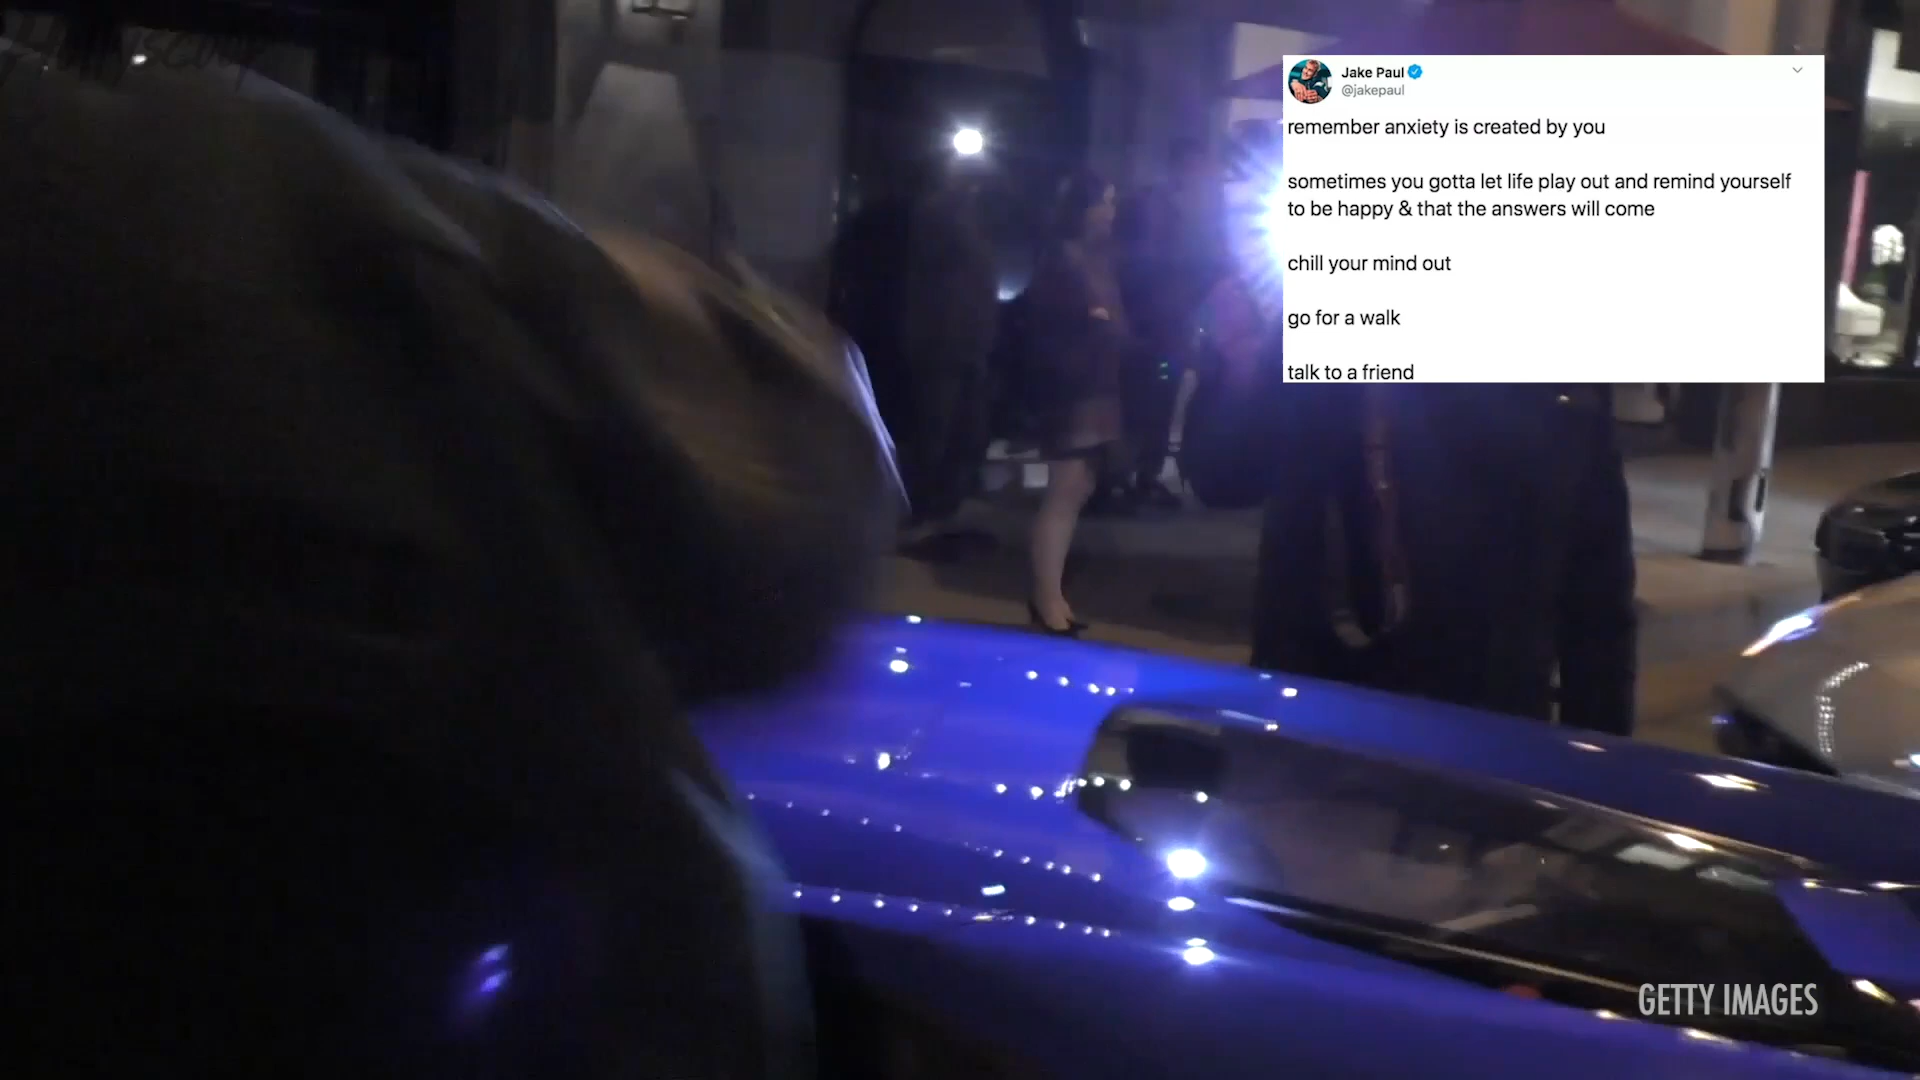 Jake Paul
@jakepaul
remember anxiety is created by you
sometimes you gotta let life play out and remind yourself
to be happy & that the answers will come
chill your mind out
go for a walk
talk to a friend
GETTY IMAGES